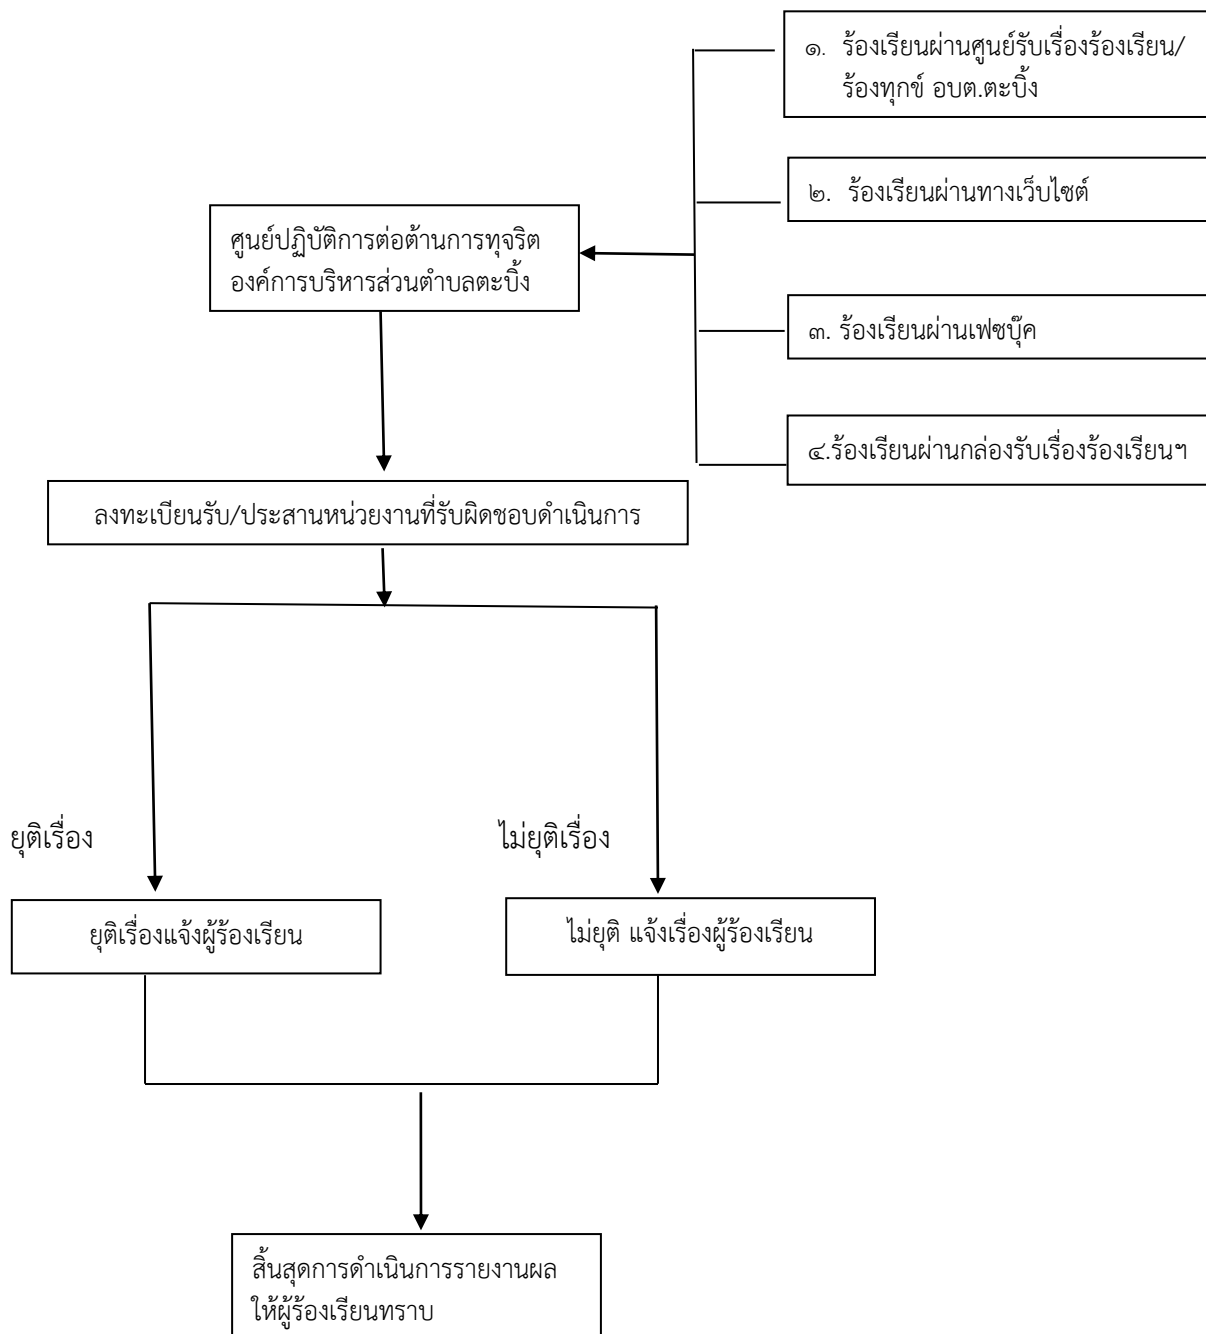 ๑. ร้องเรียนผ่านศูนย์รับเรื่องร้องเรียน/
ร้องทุกข์ อบต.ตะบิ้ง
๒. ร้องเรียนผ่านทางเว็บไซต์
ศูนย์ปฏิบัติการต่อต้านการทุจริต
องค์การบริหารส่วนตำบลตะบิ้ง
๓. ร้องเรียนผ่านเฟซบุ๊ค
๔.ร้องเรียนผ่านกล่องรับเรื่องร้องเรียนฯ
ลงทะเบียนรับ/ประสานหน่วยงานที่รับผิดชอบดำเนินการ
ยุติเรื่อง
ไม่ยุติเรื่อง
ยุติเรื่องแจ้งผู้ร้องเรียน
ไม่ยุติ แจ้งเรื่องผู้ร้องเรียน
สิ้นสุดการดำเนินการรายงานผล
ให้ผู้ร้องเรียนทราบ